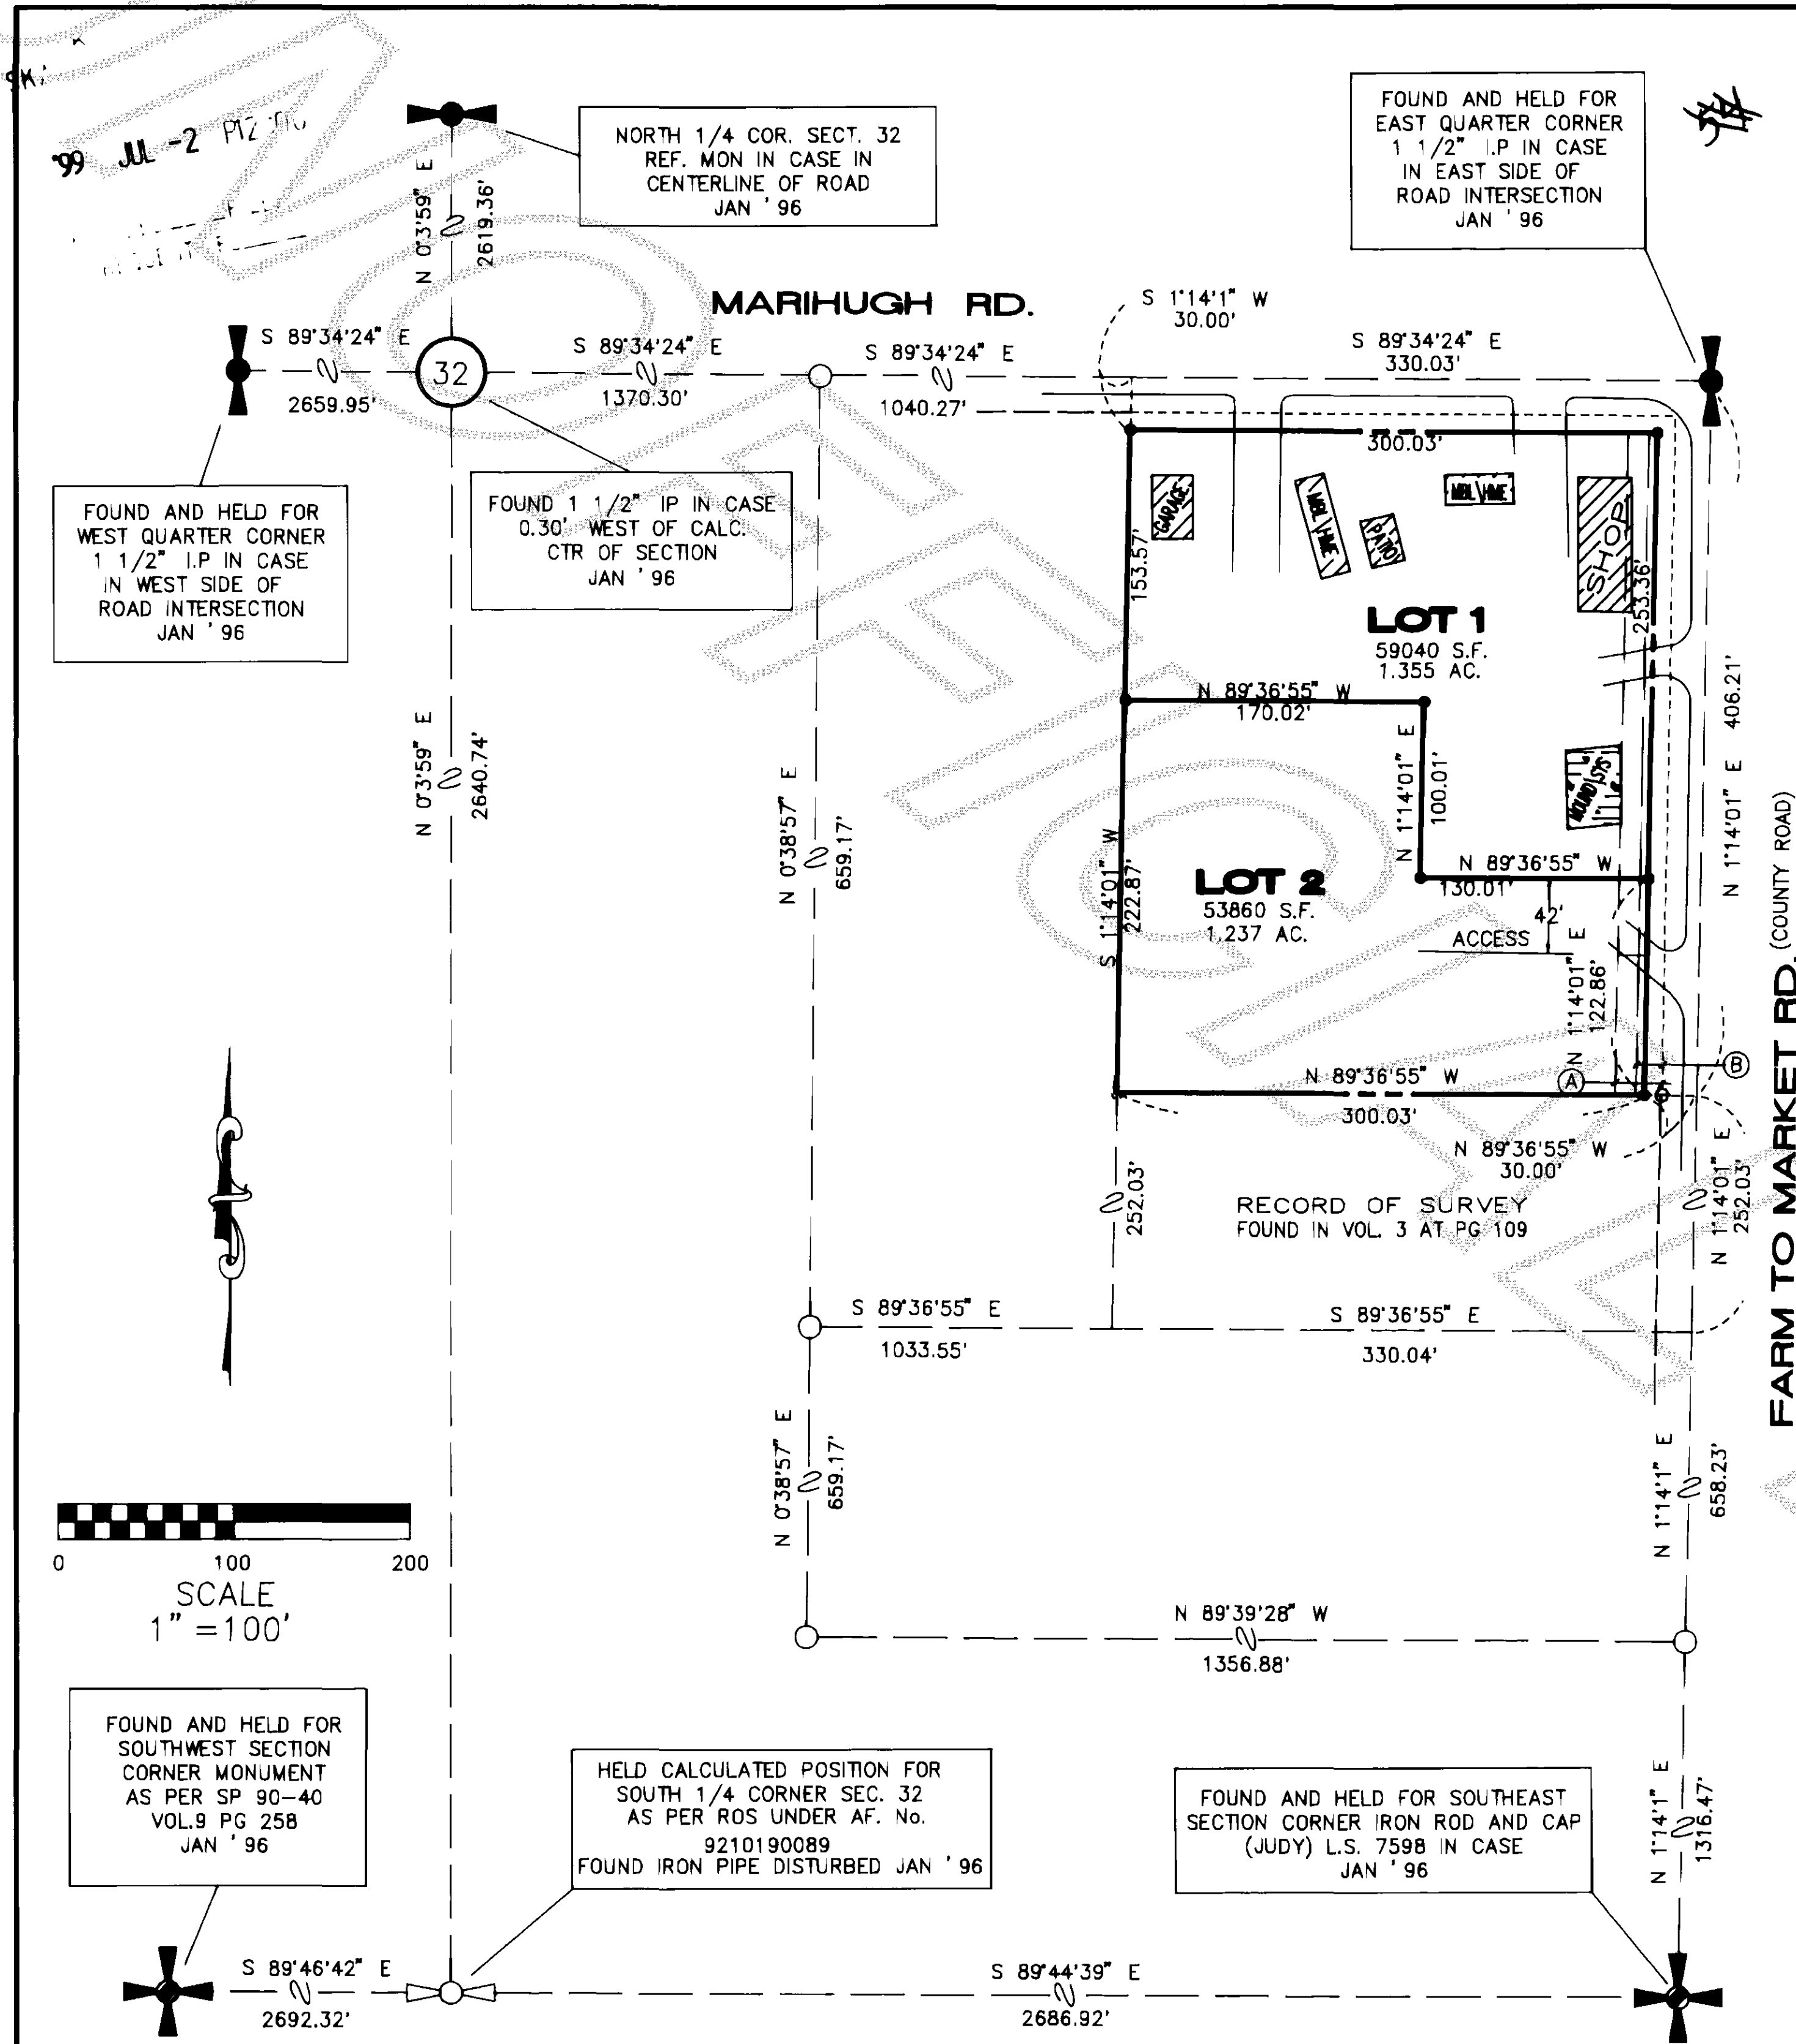 '99 JUL -2
NORTH 1/4 COR. SECT. 32
REF. MON IN CASE IN
CENTERLINE OF ROAD
JAN ' 96
FOUND AND HELD FOR
EAST QUARTER CORNER
1 1/2" I.P IN CASE
IN EAST SIDE OF
ROAD INTERSECTION
JAN ' 96
N 0°3'59" E
2619.36'
MARIHUGH RD.
S 1°14'1" W
30.00'
S 89°34'24" E
2659.95'
32
S 89°34'24" E
1370.30'
S 89°34'24" E
1040.27'
S 89°34'24" E
330.03'
300.03'
FOUND AND HELD FOR
WEST QUARTER CORNER
1 1/2" I.P IN CASE
IN WEST SIDE OF
ROAD INTERSECTION
JAN ' 96
FOUND 1 1/2" IP IN CASE
0.30' WEST OF CALC.
CTR OF SECTION
JAN ' 96
GARAGE
MBL\HME
PATIO
MBL\HME
SHOP
153.57'
253.36'
LOT 1
59040 S.F.
1.355 AC.
N 89°36'55" W
170.02'
N 1°14'01" E
100.01'
MOUND/SYS
N 1°14'01" E 406.21'
N 0°3'59" E
2640.74'
N 0°38'57" E
659.17'
S 1°14'01" W
222.87'
LOT 2
53860 S.F.
1.237 AC.
N 89°36'55" W
130.01'
42'
ACCESS
N 1°14'01" E
122.86'
A
B
N 89°36'55" W
300.03'
N 89°36'55" W
30.00'
N 1°14'01" E
252.03'
252.03'
RECORD OF SURVEY
FOUND IN VOL. 3 AT PG 109
FARM TO MARKET RD. (COUNTY ROAD)
S 89°36'55" E
1033.55'
S 89°36'55" E
330.04'
N 0°38'57" E
659.17'
N 1°14'1" E
658.23'
0 100 200
SCALE
1" =100'
N 89°39'28" W
1356.88'
FOUND AND HELD FOR
SOUTHWEST SECTION
CORNER MONUMENT
AS PER SP 90-40
VOL.9 PG 258
JAN ' 96
HELD CALCULATED POSITION FOR
SOUTH 1/4 CORNER SEC. 32
AS PER ROS UNDER AF. No.
9210190089
FOUND IRON PIPE DISTURBED JAN ' 96
FOUND AND HELD FOR SOUTHEAST
SECTION CORNER IRON ROD AND CAP
(JUDY) L.S. 7598 IN CASE
JAN ' 96
N 1°14'1" E
1316.47'
S 89°46'42" E
2692.32'
S 89°44'39" E
2686.92'